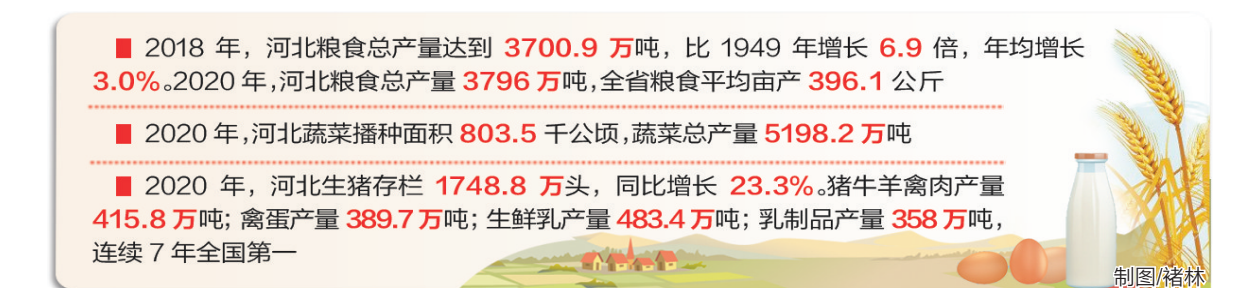 ■ 2018 年，河北粮食总产量达到 3700.9 万吨，比 1949 年增长 6.9 倍，年均增长
3.0%。2020 年，河北粮食总产量 3796 万吨，全省粮食平均亩产 396.1 公斤
■ 2020 年，河北蔬菜播种面积 803.5 千公顷，蔬菜总产量 5198.2 万吨
■ 2020 年，河北生猪存栏 1748.8 万头，同比增长 23.3%。猪牛羊禽肉产量
415.8 万吨；禽蛋产量 389.7 万吨；生鲜乳产量 483.4 万吨；乳制品产量 358 万吨，
连续 7 年全国第一
制图/褚林